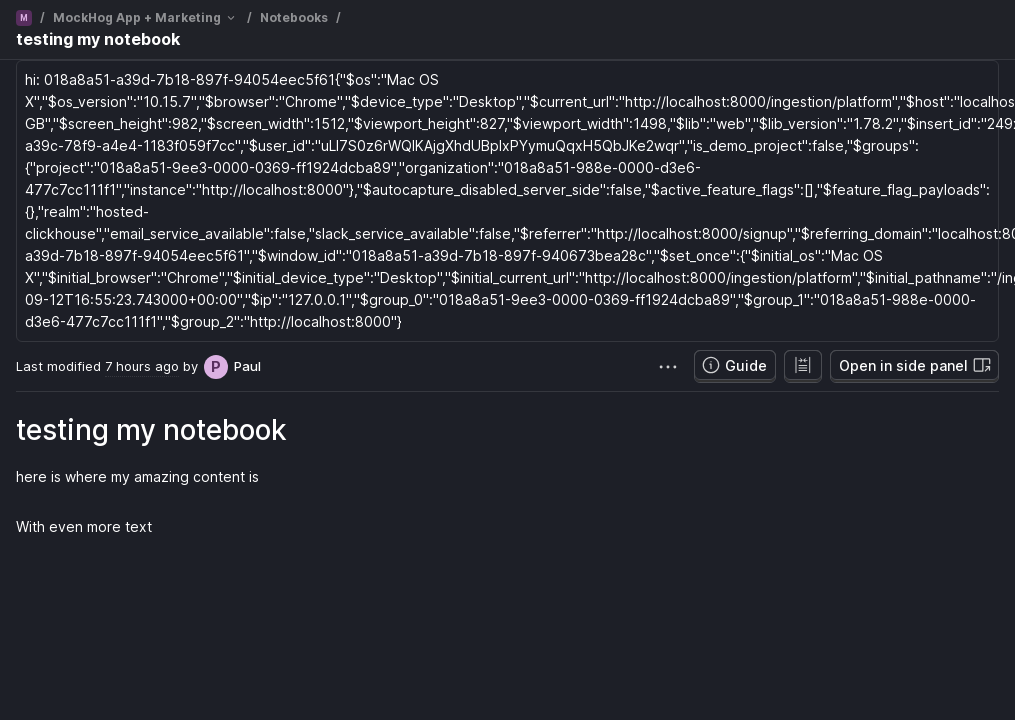 M / MockHog App + Marketing / Notebooks /
testing my notebook
hi: 018a8a51-a39d-7b18-897f-94054eec5f61{"$os":"Mac OS
X","$os_version":"10.15.7","$browser":"Chrome","$device_type":"Desktop","$current_url":"http://localhost:8000/ingestion/platform","$host":"localhos
GB","$screen_height":982,"$screen_width":1512,"$viewport_height":827,"$viewport_width":1498,"$lib":"web","$lib_version":"1.78.2","$insert_id":"249
a39c-78f9-a4e4-1183f059f7cc","$user_id":"uLI7S0z6rWQIKAjgXhdUBplxPYymuQqxH5QbJKe2wqr","is_demo_project":false,"$groups":
{"project":"018a8a51-9ee3-0000-0369-ff1924dcba89","organization":"018a8a51-988e-0000-d3e6-
477c7cc111f1","instance":"http://localhost:8000"},"$autocapture_disabled_server_side":false,"$active_feature_flags":[],"$feature_flag_payloads":
{},"realm":"hosted-
clickhouse","email_service_available":false,"slack_service_available":false,"$referrer":"http://localhost:8000/signup","$referring_domain":"localhost:80
a39d-7b18-897f-94054eec5f61","$window_id":"018a8a51-a39d-7b18-897f-940673bea28c","$set_once":{"$initial_os":"Mac OS
X","$initial_browser":"Chrome","$initial_device_type":"Desktop","$initial_current_url":"http://localhost:8000/ingestion/platform","$initial_pathname":"/ing
09-12T16:55:23.743000+00:00","$ip":"127.0.0.1","$group_0":"018a8a51-9ee3-0000-0369-ff1924dcba89","$group_1":"018a8a51-988e-0000-
d3e6-477c7cc111f1","$group_2":"http://localhost:8000"}
Last modified 7 hours ago by P Paul
Guide
Open in side panel
testing my notebook
here is where my amazing content is
With even more text